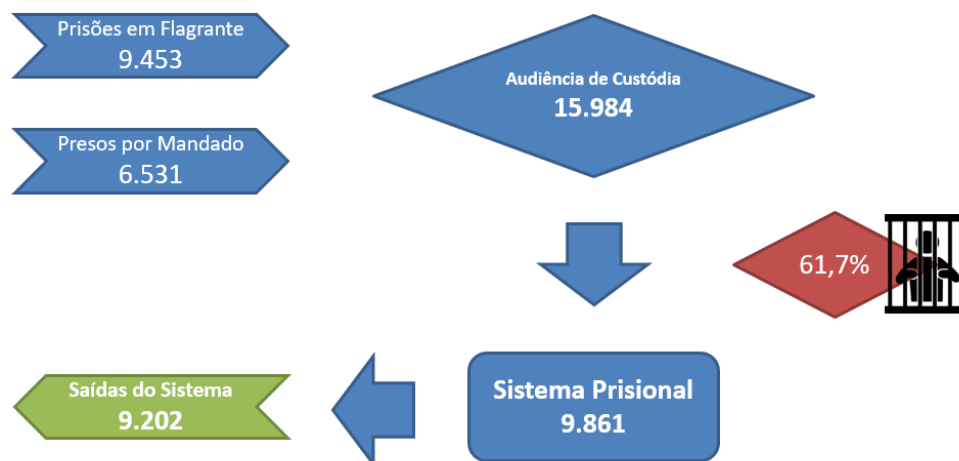 Prisões em Flagrante
9.453
Audiência de Custódia
15.984
Presos por Mandado
6.531
61,7%
Saídas do Sistema
9.202
Sistema Prisional
9.861